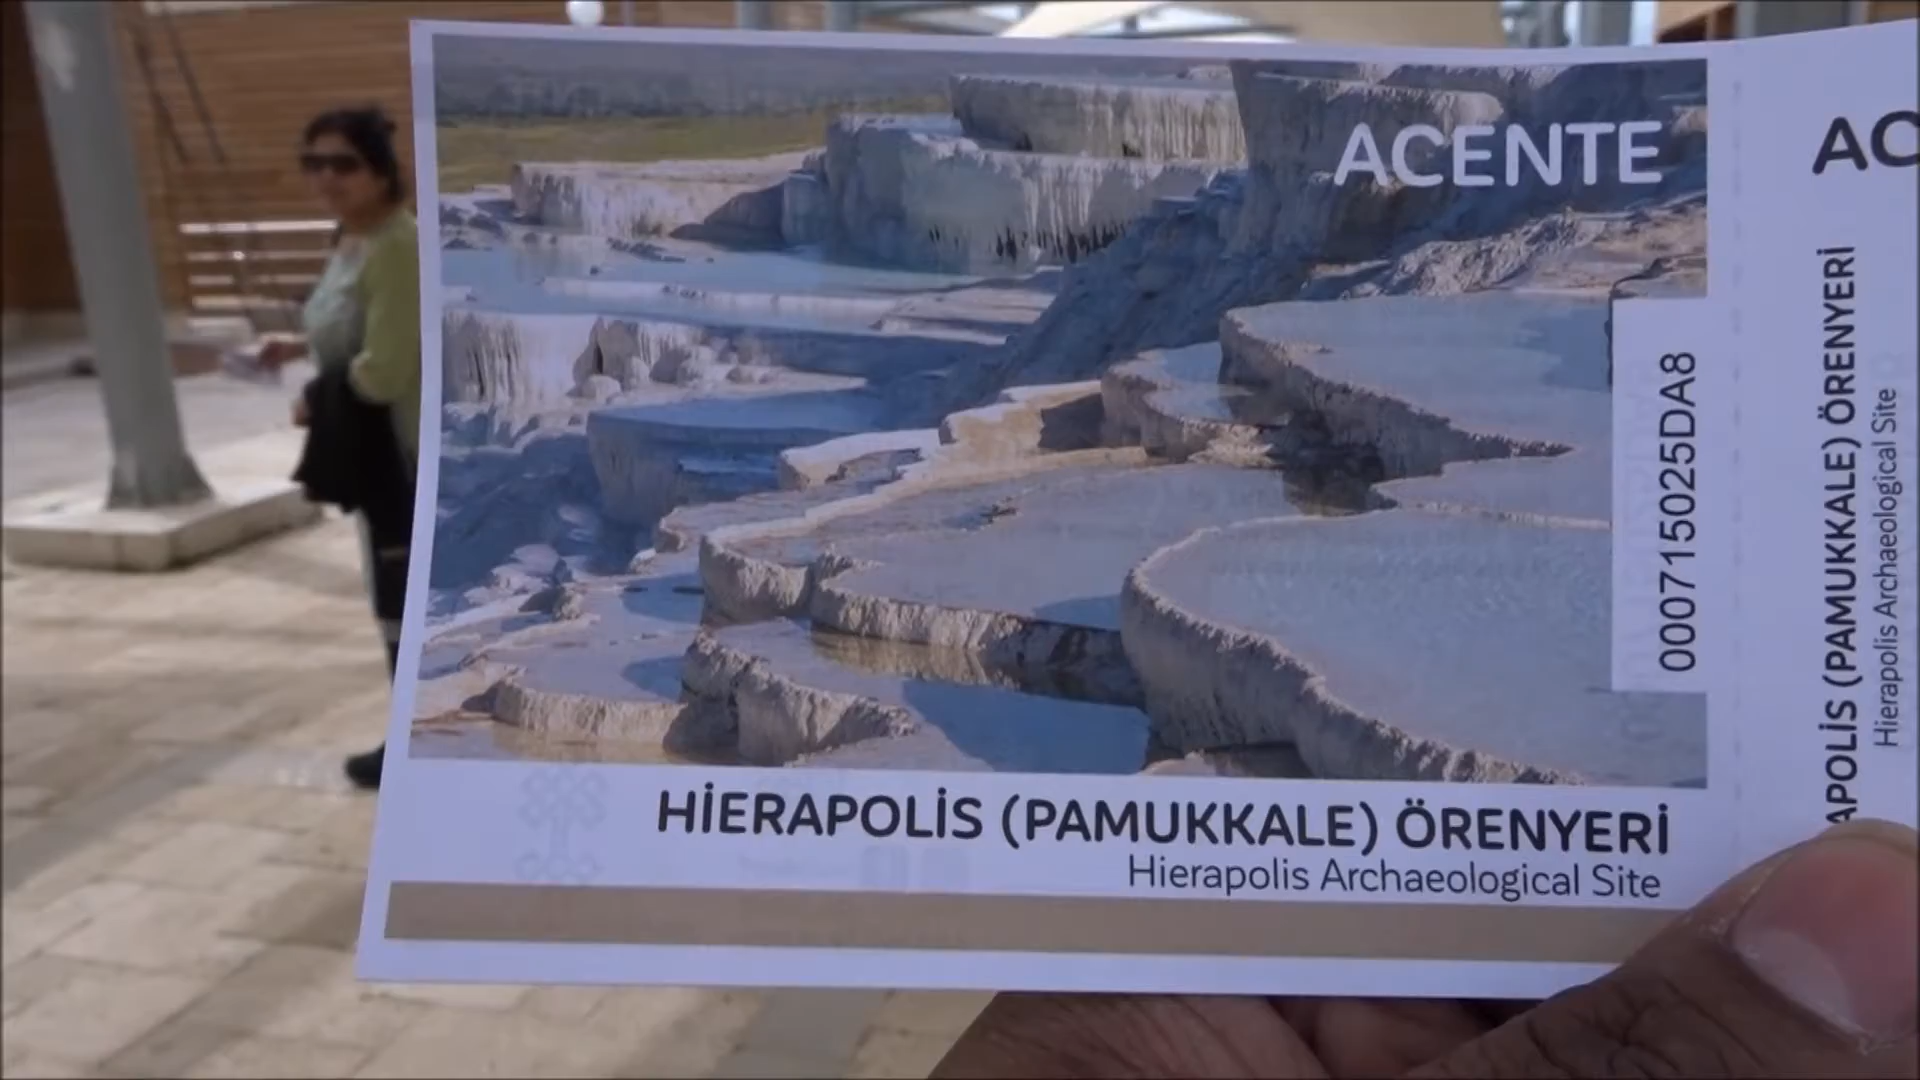 ACENTE
000715025DA8
HİERAPOLİS (PAMUKKALE) ÖRENYERİ
Hierapolis Archaeological Site
AC
APOLİS (PAMUKKALE) ÖRENYERİ
Hierapolis Archaeological Site